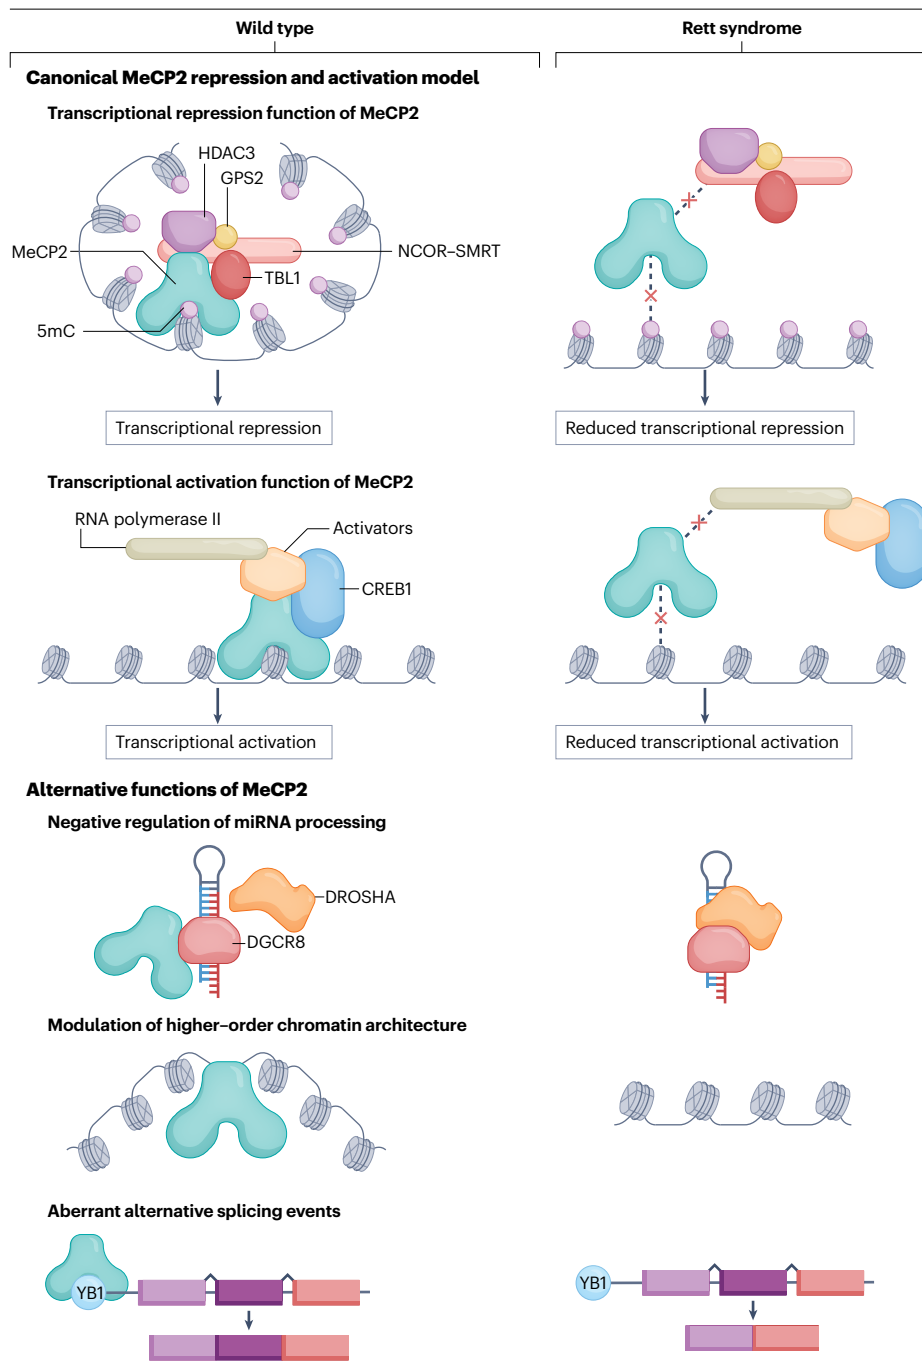 Wild type
Rett syndrome
Canonical MeCP2 repression and activation model
Transcriptional repression function of MeCP2
HDAC3
GPS2
MeCP2
NCOR–SMRT
TBL1
5mC
Transcriptional repression
Reduced transcriptional repression
Transcriptional activation function of MeCP2
RNA polymerase II
Activators
CREB1
Transcriptional activation
Reduced transcriptional activation
Alternative functions of MeCP2
Negative regulation of miRNA processing
DROSHA
DGCR8
Modulation of higher–order chromatin architecture
Aberrant alternative splicing events
YB1
YB1